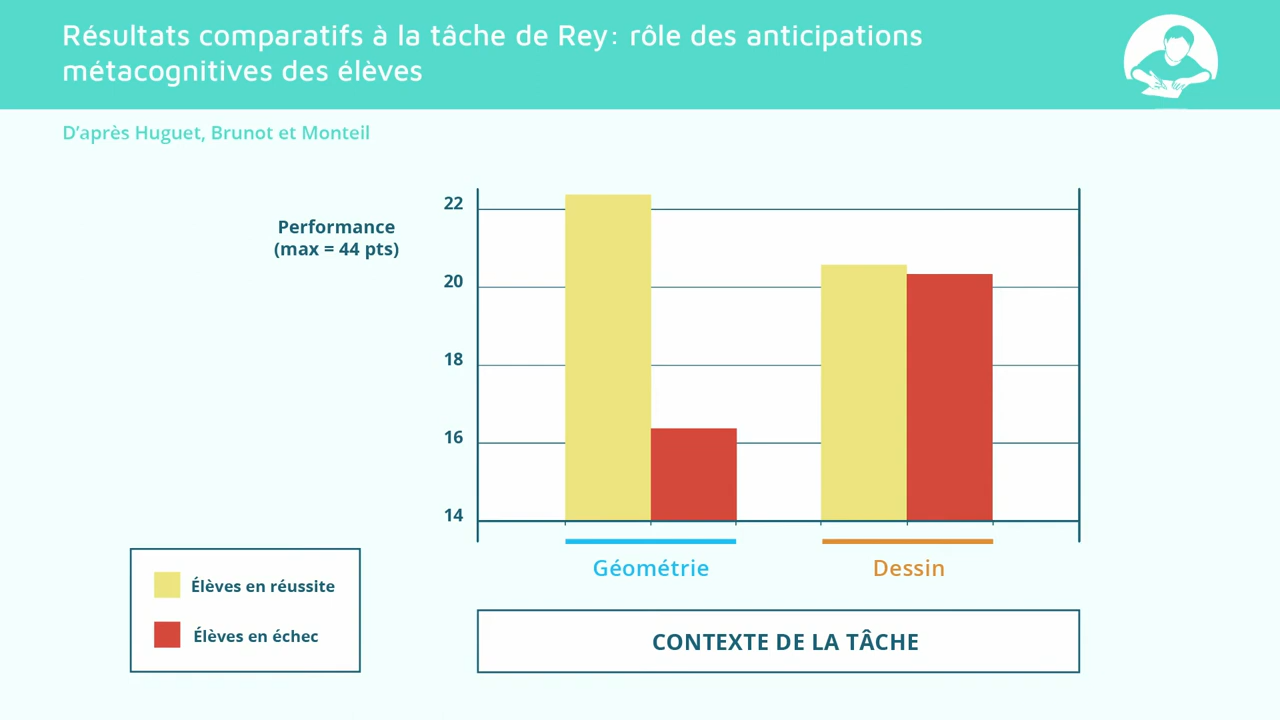 Résultats comparatifs à la tâche de Rey: rôle des anticipations
métacognitives des élèves
D’après Huguet, Brunot et Monteil
Performance
(max = 44 pts)
22
20
18
16
14
Géométrie
Dessin
Élèves en réussite
Élèves en échec
CONTEXTE DE LA TÂCHE